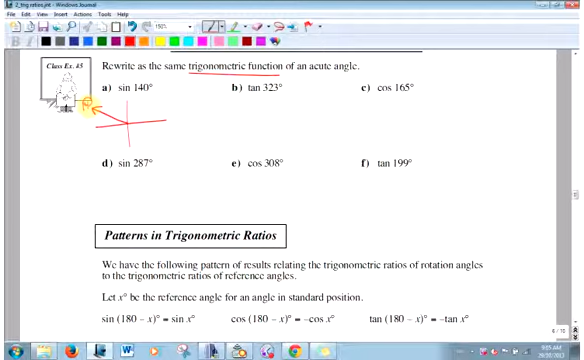 2_trig ratios.jnt - Windows Journal
File Edit View Insert Actions Tools Help
150%
B
Class Ex. #5
Rewrite as the same trigonometric function of an acute angle.
a) sin 140° b) tan 323° c) cos 165°
d) sin 287° e) cos 308° f) tan 199°
Patterns in Trigonometric Ratios
We have the following pattern of results relating the trigonometric ratios of rotation angles
to the trigonometric ratios of reference angles.
Let x° be the reference angle for an angle in standard position.
sin (180 – x)° = sin x° cos (180 – x)° = –cos x° tan (180 – x)° = –tan x°
6 / 10
9:05 AM